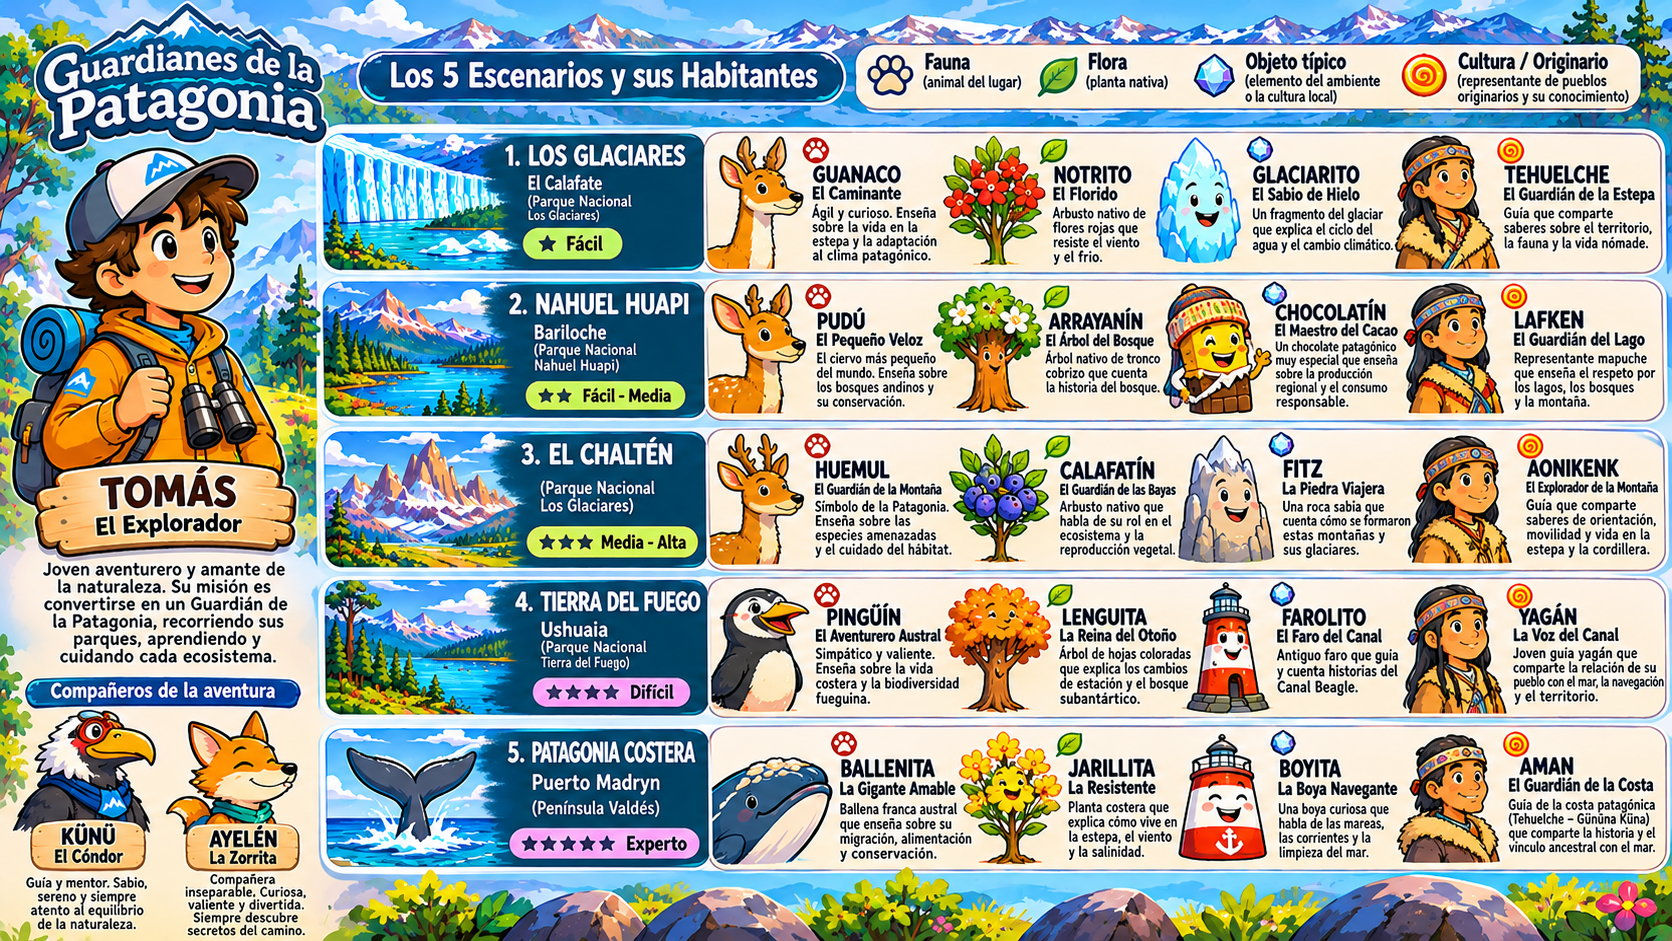 Guardianes de la
Patagonia
Los 5 Escenarios y sus Habitantes
Fauna
(animal del lugar)
Flora
(planta nativa)
Objeto típico
(elemento del ambiente
o la cultura local)
Cultura / Originario
(representante de pueblos
originarios y su conocimiento)
TOMÁS
El Explorador
Joven aventurero y amante de
la naturaleza. Su misión es
convertirse en un Guardián de
la Patagonia, recorriendo sus
parques, aprendiendo y
cuidando cada ecosistema.
Compañeros de la aventura
KÜNÜ
El Cóndor
Guía y mentor. Sabio,
sereno y siempre
atento al equilibrio
de la naturaleza.
AYELÉN
La Zorrita
Compañera
inseparable. Curiosa,
valiente y divertida.
Siempre descubre
secretos del camino.
1. LOS GLACIARES
El Calafate
(Parque Nacional
Los Glaciares)
Fácil
GUANACO
El Caminante
Ágil y curioso. Enseña
sobre la vida en la
estepa y la adaptación
al clima patagónico.
NOTRITO
El Florido
Arbusto nativo de
flores rojas que
resiste el viento
y el frio.
GLACIARITO
El Sabio de Hielo
Un fragmento del glaciar
que explica el ciclo del
agua y el cambio climático.
TEHUELCHE
El Guardián de la Estepa
Guía que comparte
saberes sobre el territorio,
la fauna y la vida nómade.
2. NAHUEL HUAPI
Bariloche
(Parque Nacional
Nahuel Huapi)
Fácil - Media
PUDÚ
El Pequeño Veloz
El ciervo más pequeño
del mundo. Enseña sobre
los bosques andinos y
su conservación.
ARRAYANÍN
El Árbol del Bosque
Árbol nativo de tronco
cobrizo que cuenta
la historia del bosque.
CHOCOLATÍN
El Maestro del Cacao
Un chocolate patagónico
muy especial que enseña
sobre la producción
regional y el consumo
responsable.
LAFKEN
El Guardián del Lago
Representante mapuche
que enseña el respeto por
los lagos, los bosques
y la montaña.
3. EL CHALTÉN
(Parque Nacional
Los Glaciares)
Media - Alta
HUEMUL
El Guardián de la Montaña
Símbolo de la Patagonia.
Enseña sobre las
especies amenazadas
y el cuidado del hábitat.
CALAFATÍN
El Guardián de las Bayas
Arbusto nativo que
habla de su rol en el
ecosistema y la
reproducción vegetal.
FITZ
La Piedra Viajera
Una roca sabia que
cuenta cómo se formaron
estas montañas y
sus glaciares.
AONIKENK
El Explorador de la Montaña
Guía que comparte
saberes de orientación,
movilidad y vida en la
estepa y la cordillera.
4. TIERRA DEL FUEGO
Ushuaia
(Parque Nacional
Tierra del Fuego)
Difícil
PINGÜÍN
El Aventurero Austral
Simpático y valiente.
Enseña sobre la vida
costera y la biodiversidad
fueguina.
LENGUITA
La Reina del Otoño
Árbol de hojas coloradas
que explica los cambios
de estación y el bosque
subantártico.
FAROLITO
El Faro del Canal
Antiguo faro que guía
y cuenta historias del
Canal Beagle.
YAGÁN
La Voz del Canal
Joven guía yagán que
comparte la relación de su
pueblo con el mar, la navegación
y el territorio.
5. PATAGONIA COSTERA
Puerto Madryn
(Península Valdés)
Experto
BALLENITA
La Gigante Amable
Ballena franca austral
que enseña sobre su
migración, alimentación
y conservación.
JARILLITA
La Resistente
Planta costera que
explica cómo vive en
la estepa, el viento
y la salinidad.
BOYITA
La Boya Navegante
Una boya curiosa que
habla de las mareas,
las corrientes y la
limpieza del mar.
AMAN
El Guardián de la Costa
Guía de la costa patagónica
(Tehuelche – Gününa Küna)
que comparte la historia y el
vínculo ancestral con el mar.